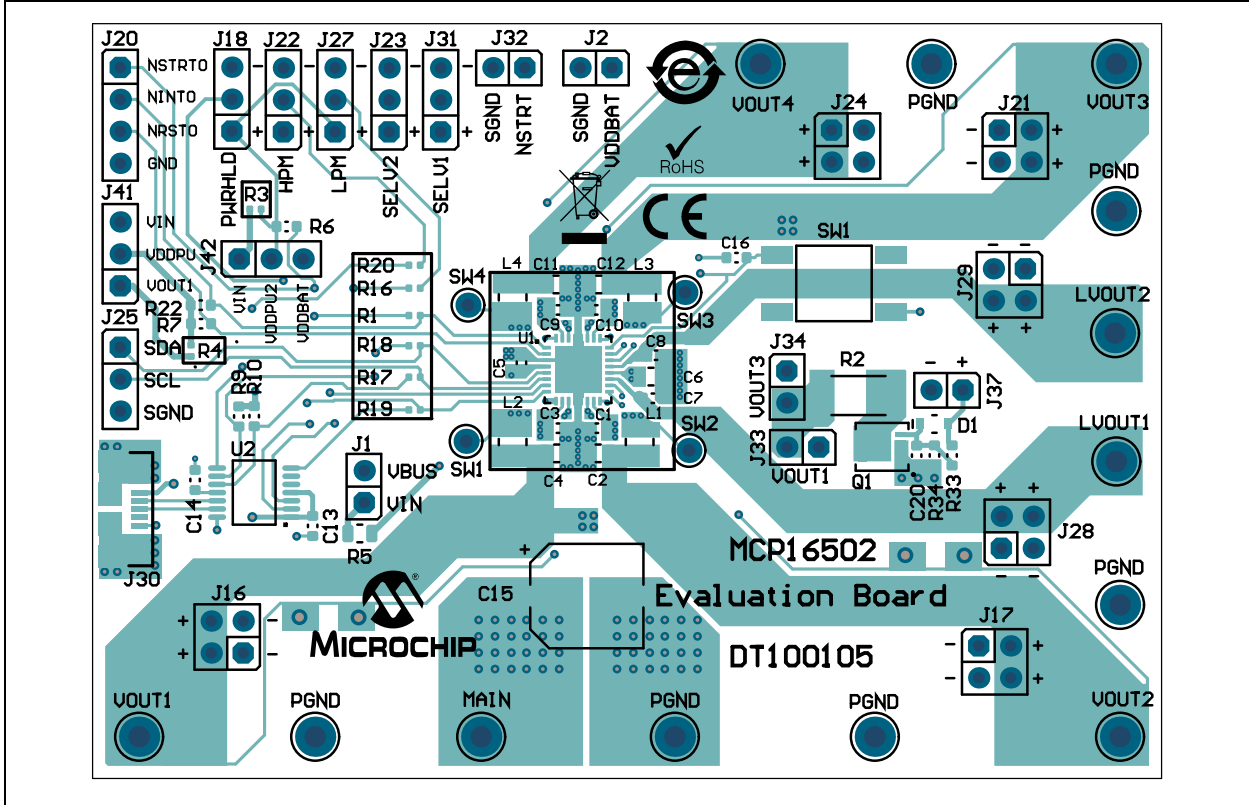 J20
NSTRTO
NINTO
NRSTO
GND
J18
- +
PWRHLD
J22
- +
HPM
J27
- +
LPM
J23
- +
SELV2
J31
- +
SELV1
J32
SGND
NSTRT
J2
SGND
VDDBAT
e
RoHS
CE
VOUT4
J24
+
+
PGND
J21
- +
- +
VOUT3
PGND
J41
VIN
VDDPU
VOUT1
R3
R6
J42
VIN
VDDPU2
VDDBAT
R22
R7
R4
J25
SDA
SCL
SGND
R20
R16
R1
R18
R17
R19
SW4
L4
C11
C12
L3
SW3
C9
C10
U1
C8
C5
C6
C7
L2
C3
C1
L1
SW1
C4
C2
SW2
C16
SW1
J29
- -
+ +
LVOUT2
J34
VOUT3
R2
- +
J37
J33
VOUT1
Q1
D1
C20
R34
R33
LVOUT1
R9
R10
U2
C14
C13
J30
J1
VBUS
VIN
R5
+ +
J28
- -
PGND
MCP16502
Evaluation Board
DT100105
+
C15
J16
+ -
+ -
®
MICROCHIP
J17
- +
- +
VOUT1
PGND
MAIN
PGND
PGND
VOUT2